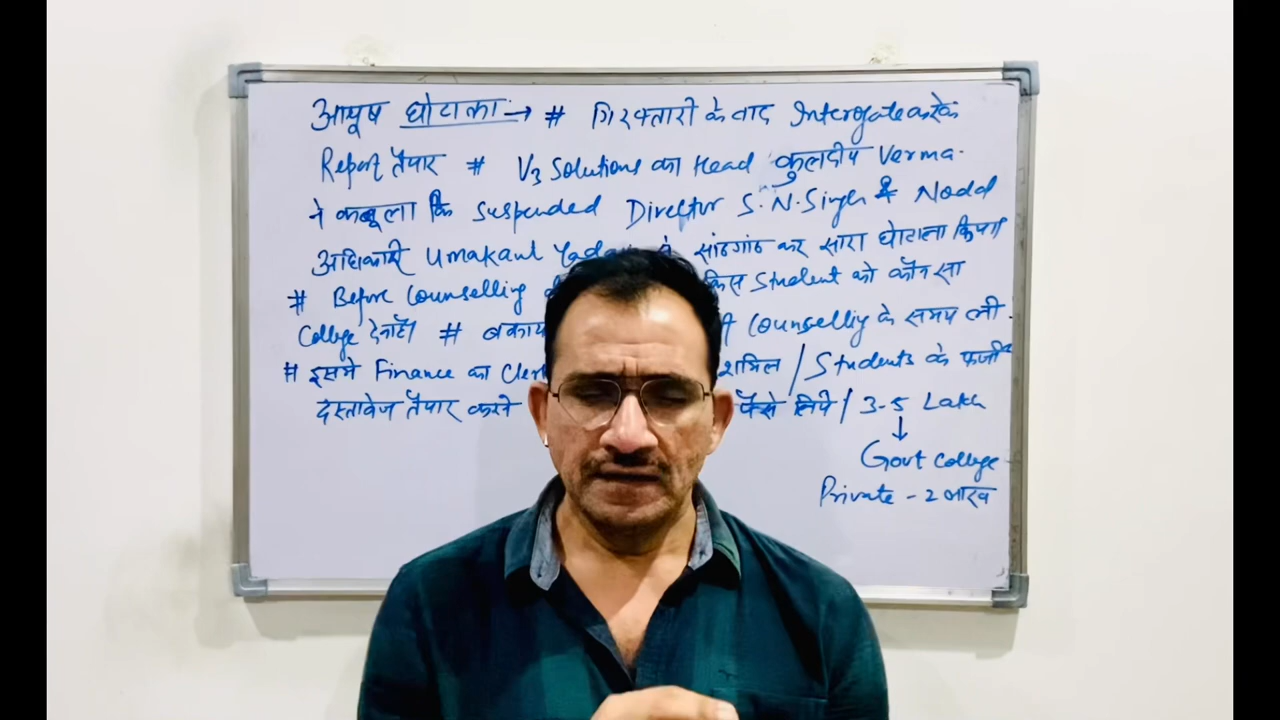 आयूष घोटाला → # गिरफ्तारी के बाद Interogate करके
Report तैयार # V3 Solutions का Head कुलदीप Verma.
ने कबूला कि Suspended Director S.N.Singh & Nodal
अधिकारी Umakant साठगांठ कर सारा घोटाला किया
# Before Counselling किस Student को कौन सा
College देना है। # Counselling के समय ली.
# इसमे Finance का शामिल / Students के फर्जी
दस्तावेज तैयार करने पैसे लिये / 3-5 Lakh
↓
Govt College
Private - 2 लाख